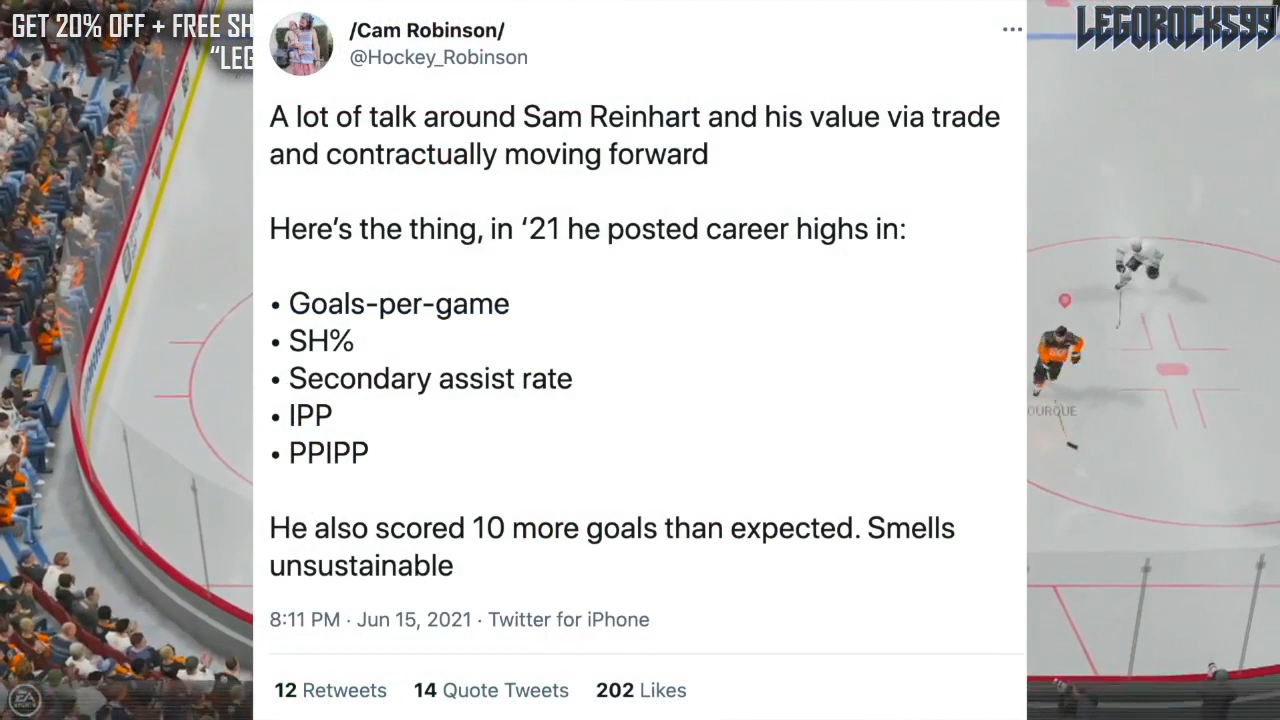 GET 20% OFF + FREE SH
“LEG
LEGOROCKS99
/Cam Robinson/
@Hockey_Robinson
A lot of talk around Sam Reinhart and his value via trade
and contractually moving forward
Here’s the thing, in ‘21 he posted career highs in:
• Goals-per-game
• SH%
• Secondary assist rate
• IPP
• PPIPP
He also scored 10 more goals than expected. Smells
unsustainable
8:11 PM · Jun 15, 2021 · Twitter for iPhone
12 Retweets 14 Quote Tweets 202 Likes
OURQUE
EA
SPORTS